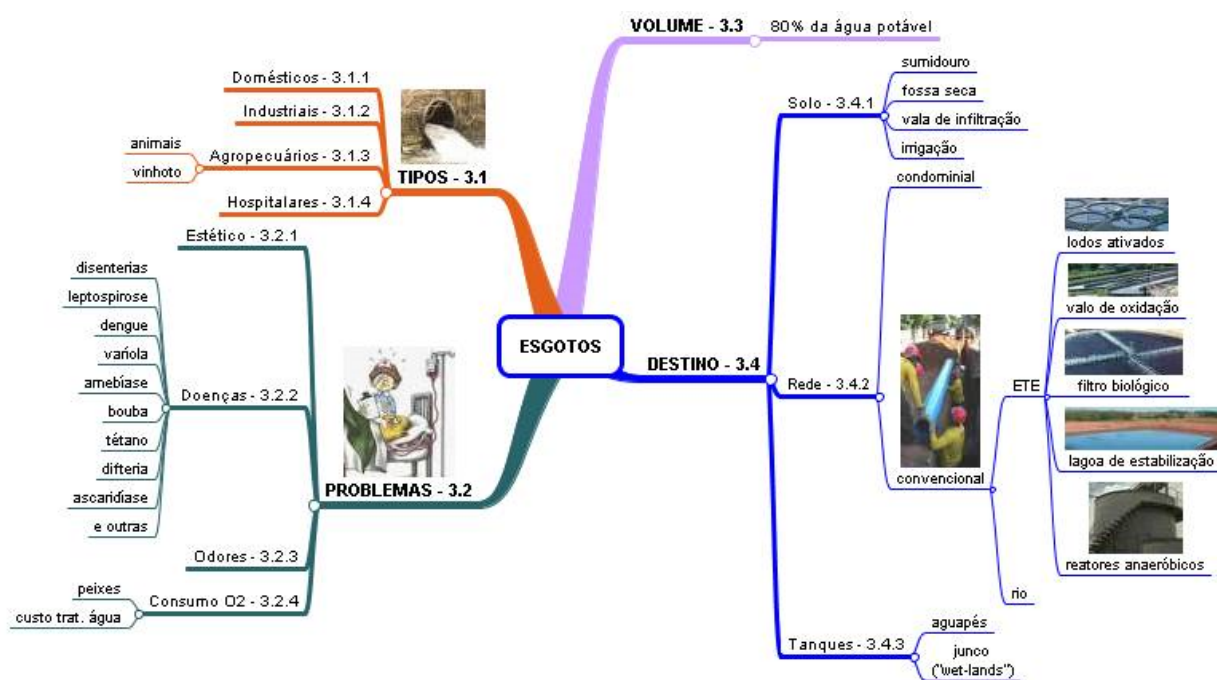 VOLUME - 3.3
80% da água potável
Domésticos - 3.1.1
Industriais - 3.1.2
animais
Agropecuários - 3.1.3
vinhoto
TIPOS - 3.1
Hospitalares - 3.1.4
Estético - 3.2.1
disenterias
leptospirose
dengue
varíola
amebíase
Doenças - 3.2.2
bouba
tétano
difteria
ascaridíase
e outras
PROBLEMAS - 3.2
Odores - 3.2.3
peixes
Consumo O2 - 3.2.4
custo trat. água
ESGOTOS
DESTINO - 3.4
sumidouro
Solo - 3.4.1
fossa seca
vala de infiltração
irrigação
condominial
Rede - 3.4.2
convencional
ETE
lodos ativados
valo de oxidação
filtro biológico
lagoa de estabilização
reatores anaeróbicos
rio
aguapés
Tanques - 3.4.3
junco
("wet-lands")